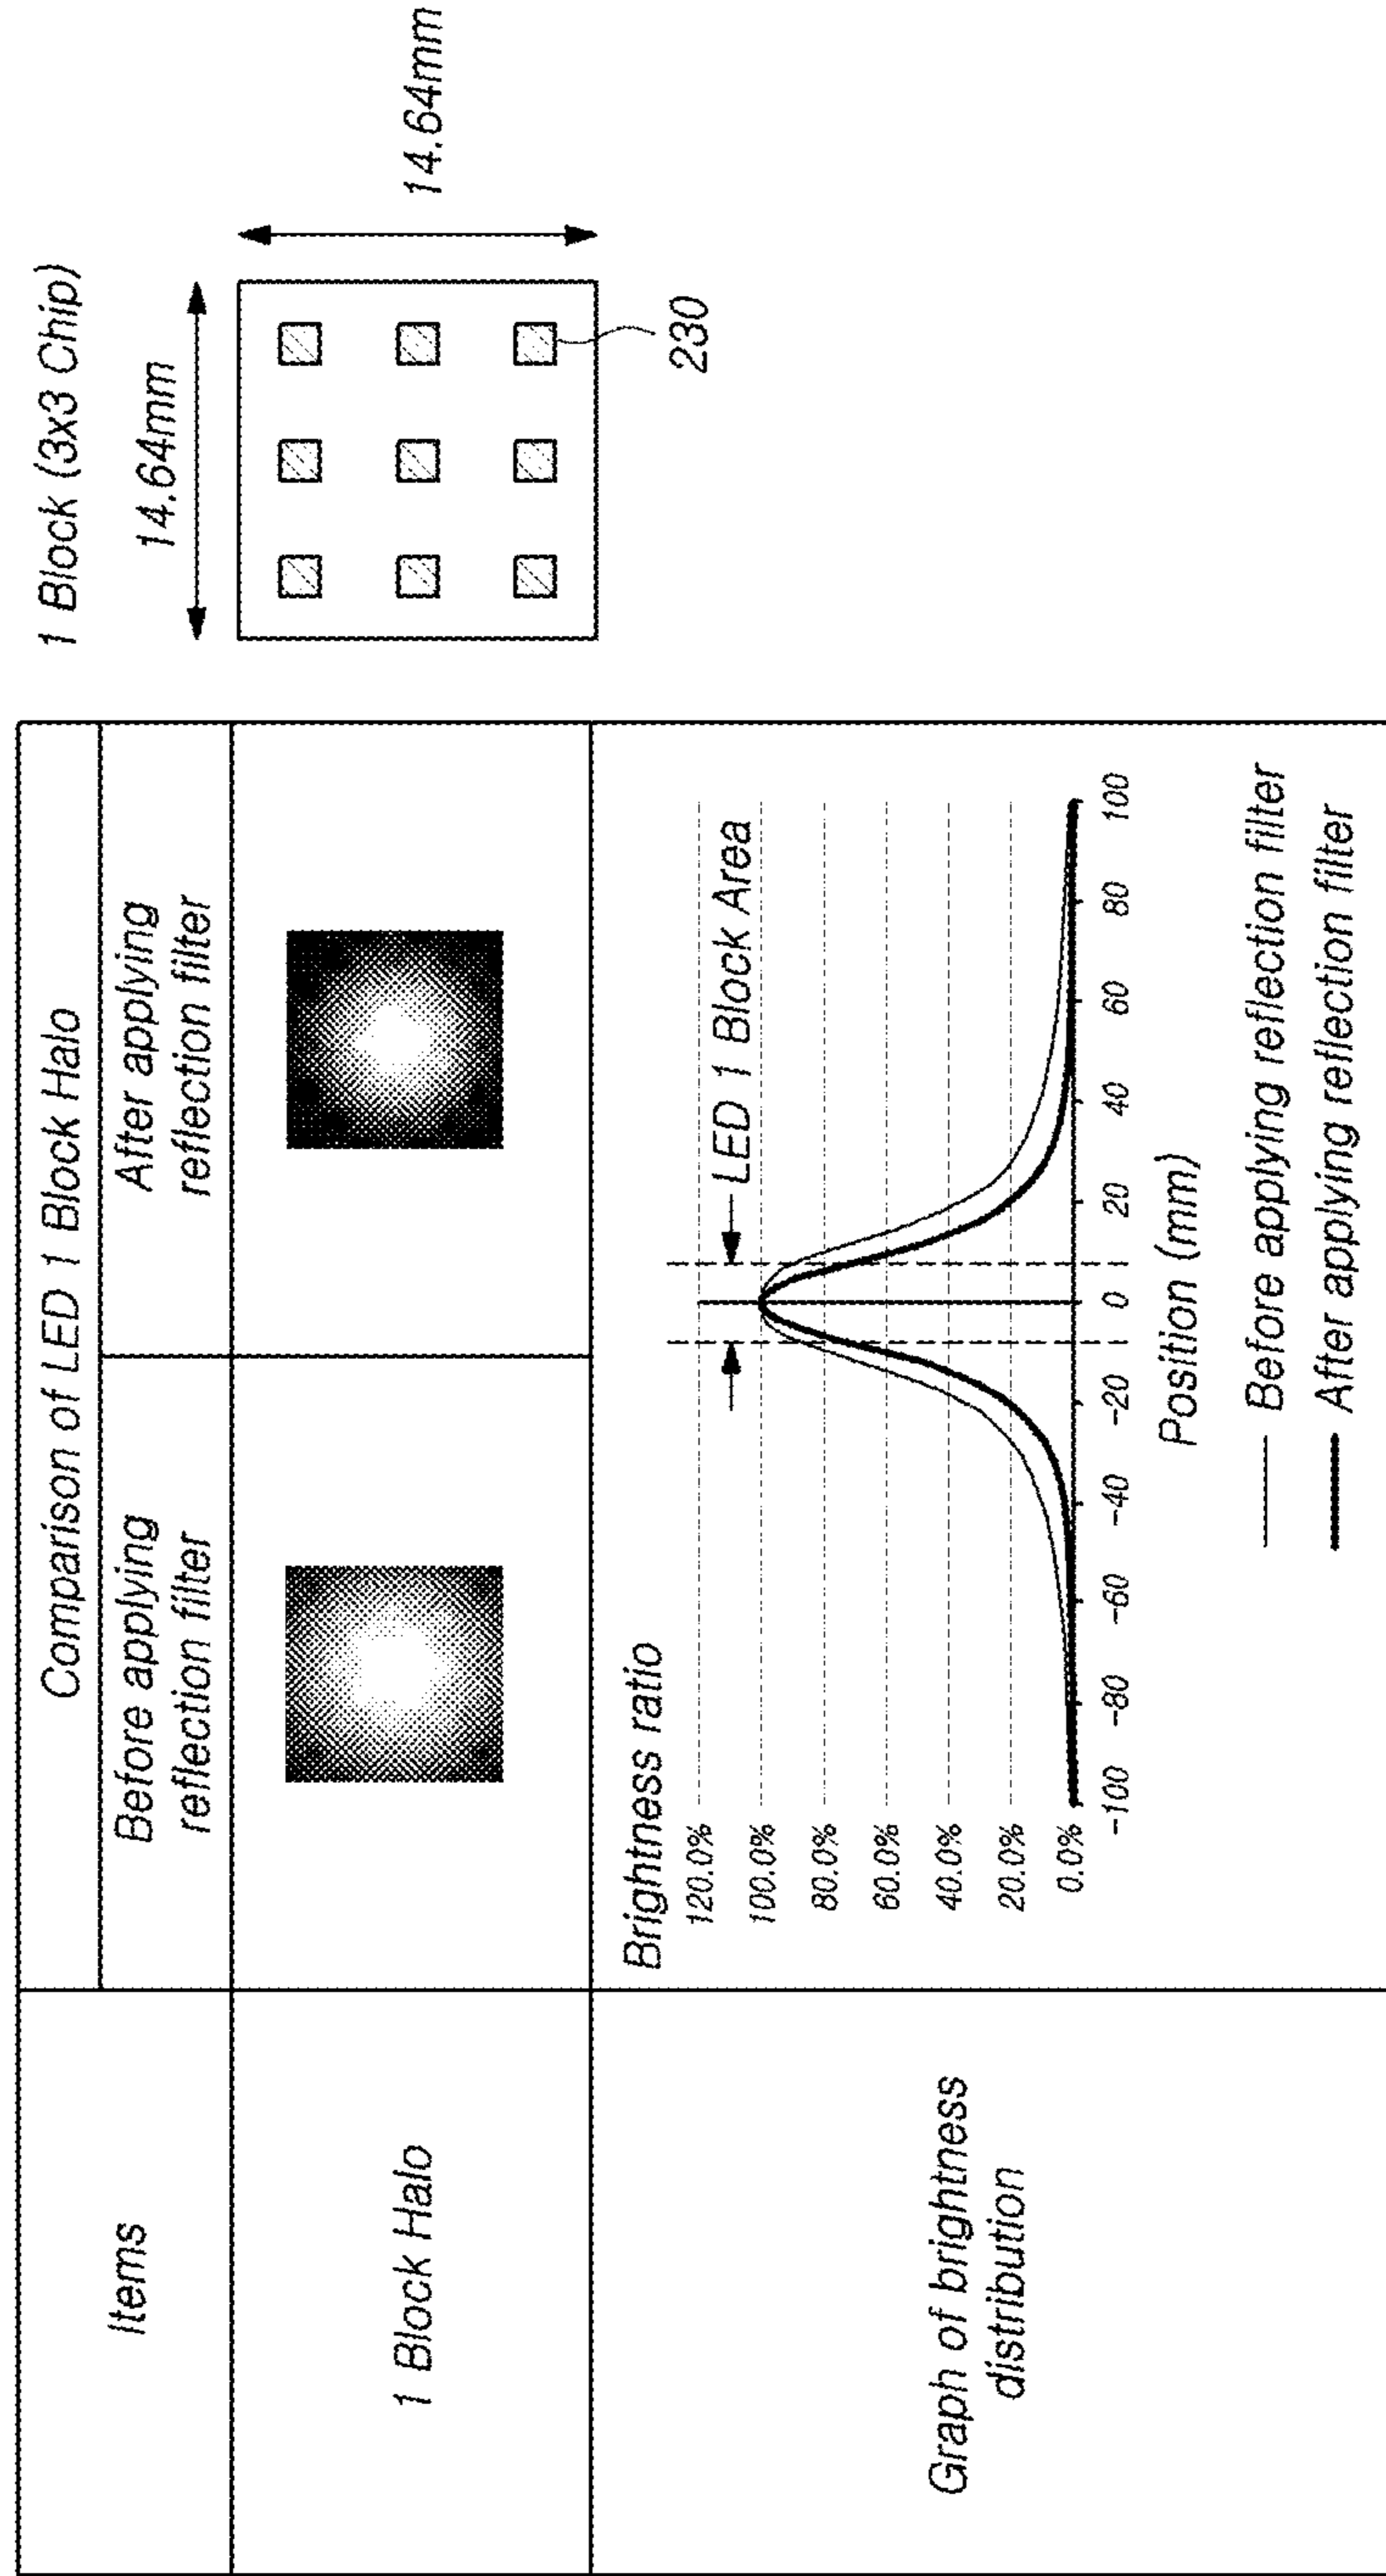 Items
Comparison of LED 1 Block Halo
Before applying
reflection filter
After applying
reflection filter
1 Block Halo
Graph of brightness
distribution
Brightness ratio
120.0%
100.0%
80.0%
60.0%
40.0%
20.0%
0.0%
LED 1 Block Area
-100 -80 -60 -40 -20 0 20 40 60 80 100
Position (mm)
Before applying reflection filter
After applying reflection filter
1 Block (3x3 Chip)
14.64mm
14.64mm
230